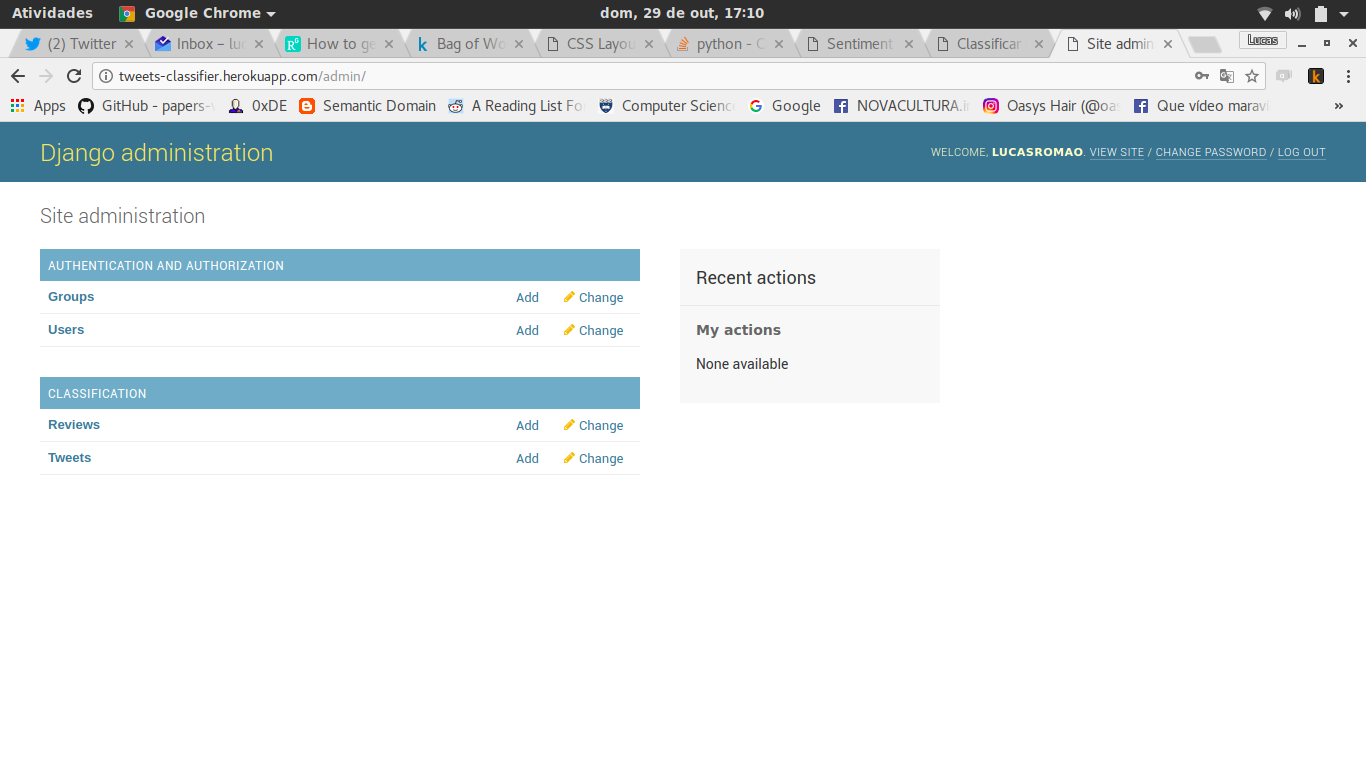 Atividades Google Chrome dom, 29 de out, 17:10
(2) Twitter Inbox – luc How to ge Bag of Wo CSS Layou python - C Sentiment Classificar Site admin Lucas
tweets-classifier.herokuapp.com/admin/
Apps GitHub - papers- 0xDE Semantic Domain A Reading List Fo Computer Science Google NOVACULTURA.i Oasys Hair (@oas Que vídeo maravi »
Django administration
WELCOME, LUCASROMAO. VIEW SITE / CHANGE PASSWORD / LOG OUT
Site administration
AUTHENTICATION AND AUTHORIZATION
Groups Add Change
Users Add Change
CLASSIFICATION
Reviews Add Change
Tweets Add Change
Recent actions
My actions
None available